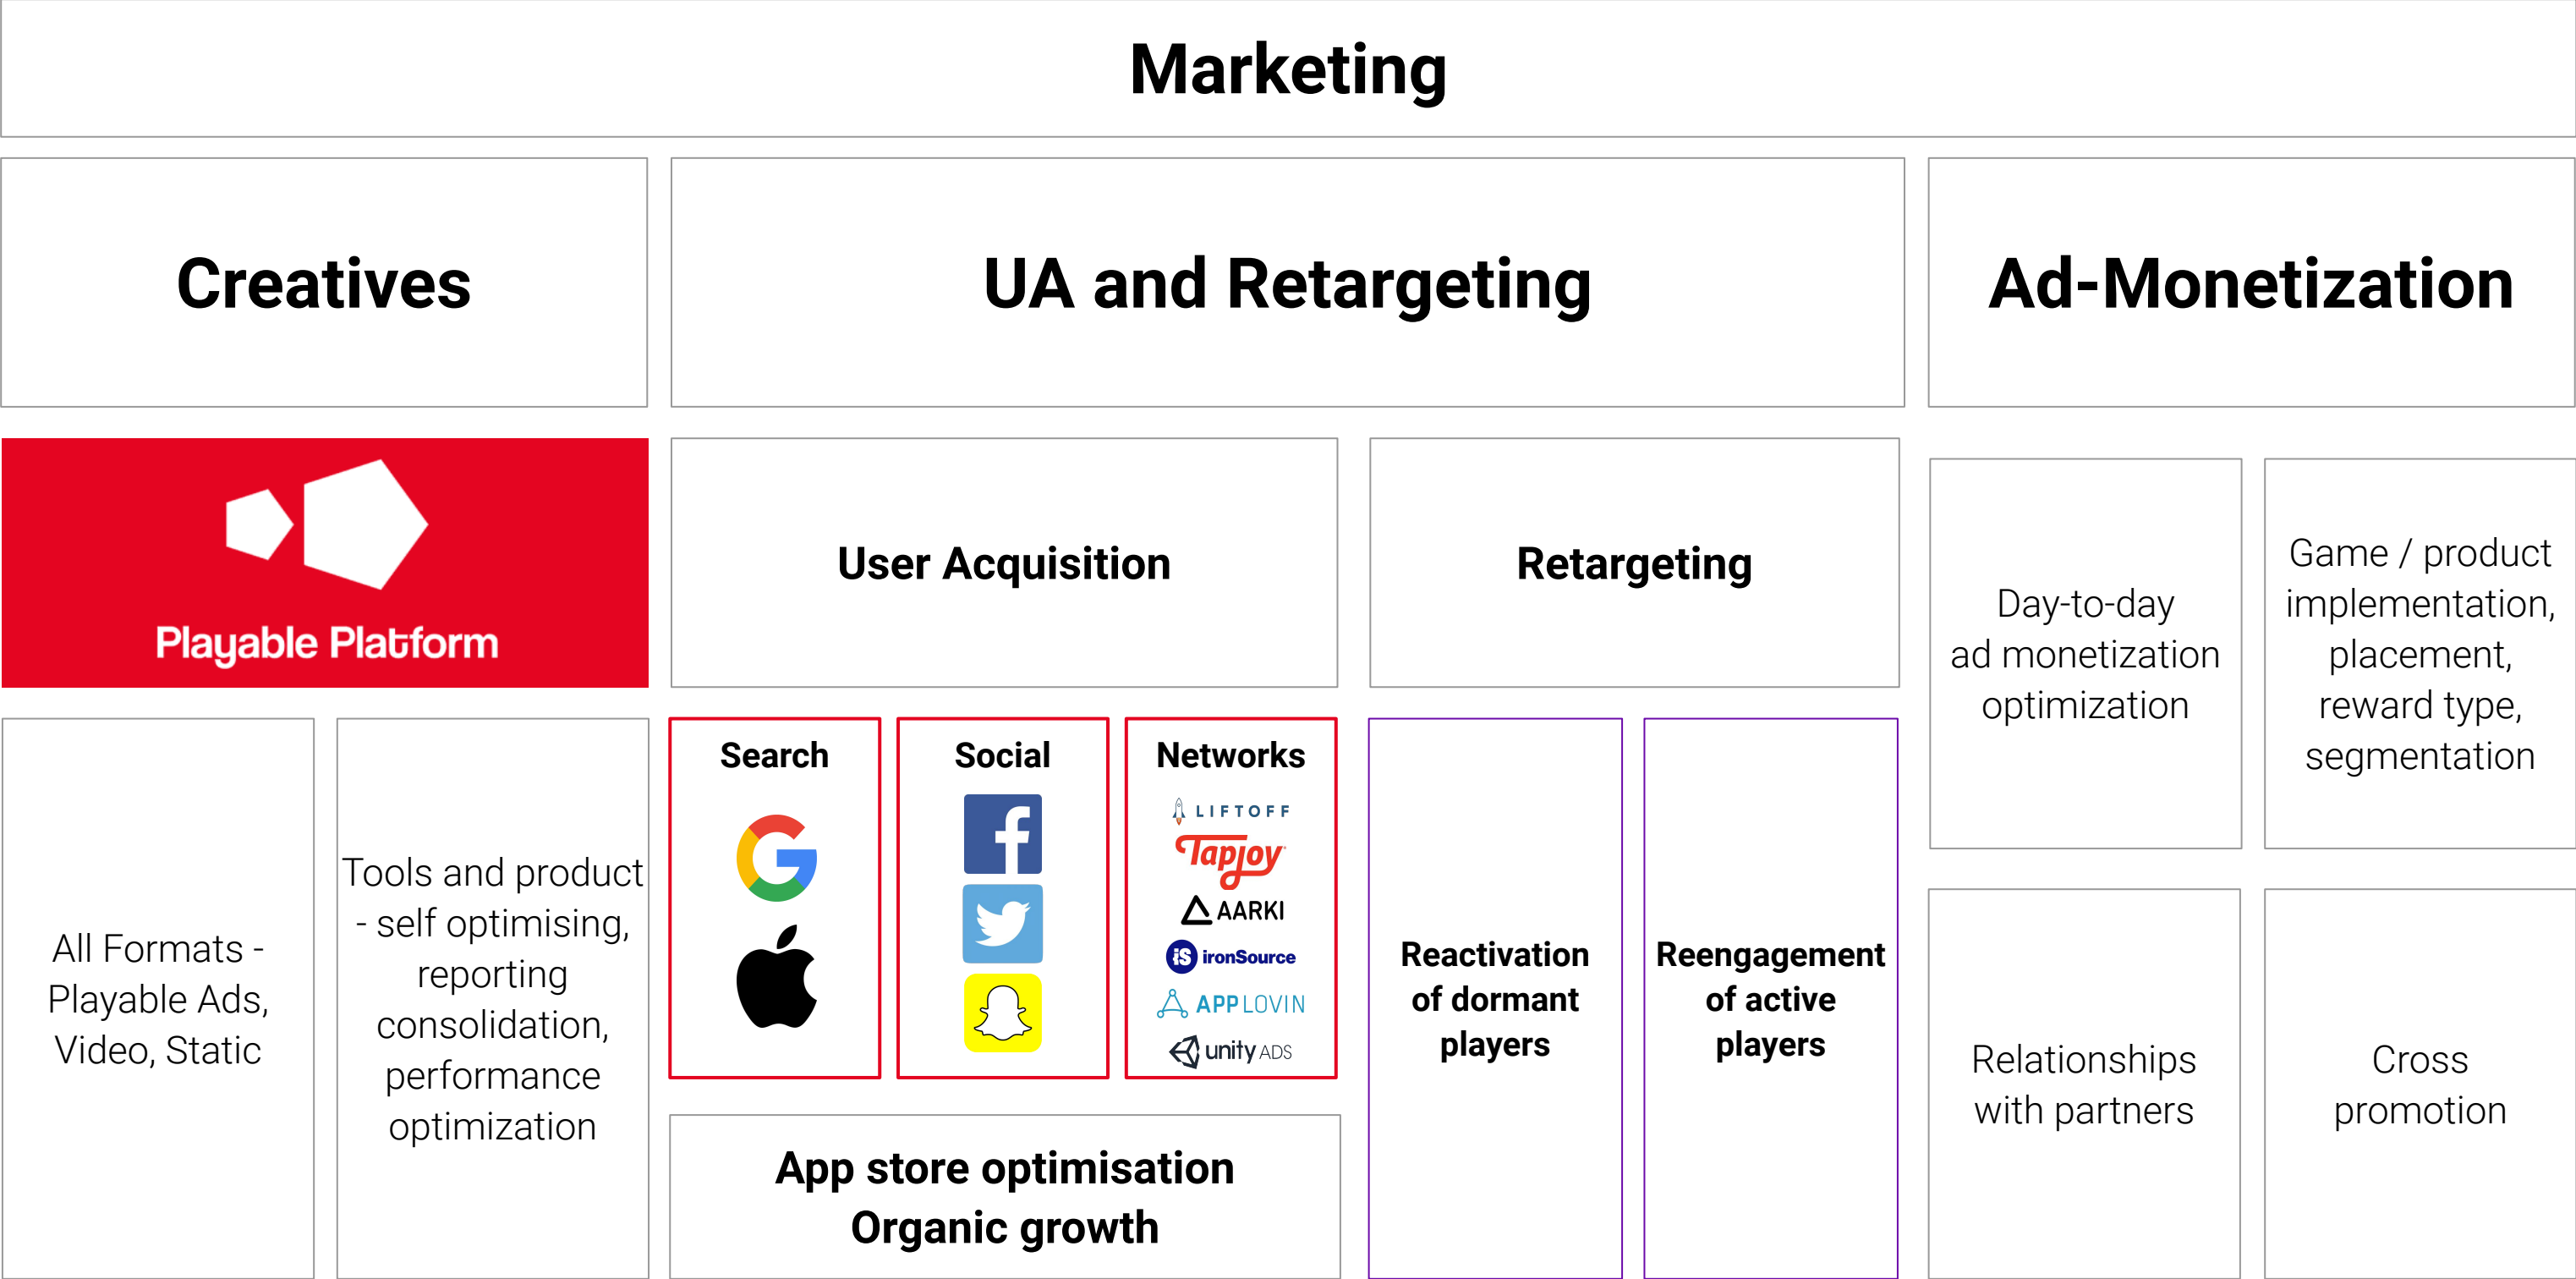 Marketing
Creatives
UA and Retargeting
Ad-Monetization
Playable Platform
User Acquisition
Retargeting
Day-to-day
ad monetization
optimization
Game / product
implementation,
placement,
reward type,
segmentation
All Formats -
Playable Ads,
Video, Static
Tools and product
- self optimising,
reporting
consolidation,
performance
optimization
Search
Social
Networks
LIFTOFF
Tapjoy
AARKI
iS ironSource
APPLOVIN
unity ADS
App store optimisation
Organic growth
Reactivation
of dormant
players
Reengagement
of active
players
Relationships
with partners
Cross
promotion